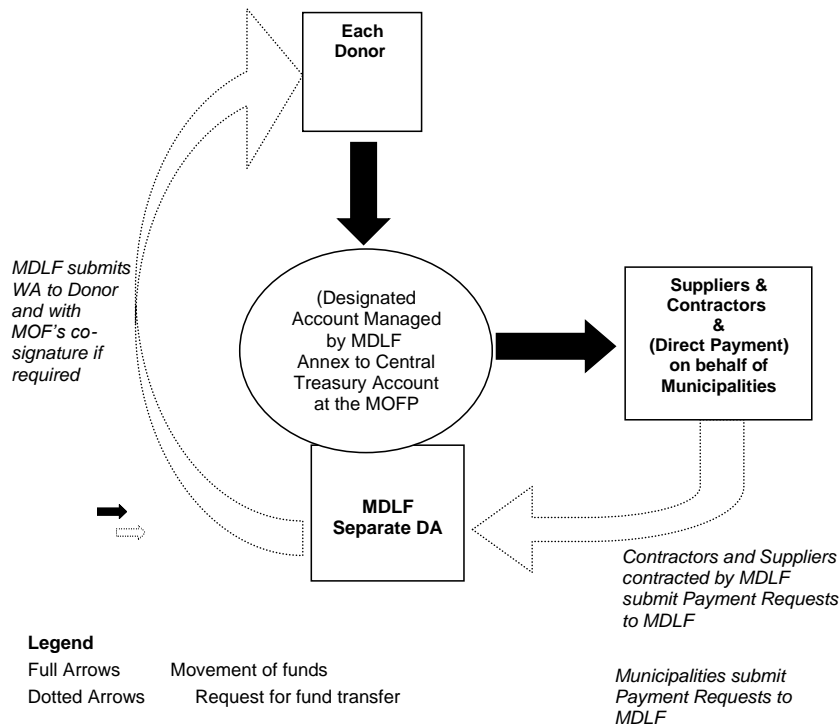 Each
Donor
MDLF submits
WA to Donor
and with
MOF's co-
signature if
required
(Designated
Account Managed
by MDLF
Annex to Central
Treasury Account
at the MOFP
Suppliers &
Contractors
&
(Direct Payment)
on behalf of
Municipalities
MDLF
Separate DA
Contractors and Suppliers
contracted by MDLF
submit Payment Requests
to MDLF
Legend
Full Arrows Movement of funds
Dotted Arrows Request for fund transfer
Municipalities submit
Payment Requests to
MDLF